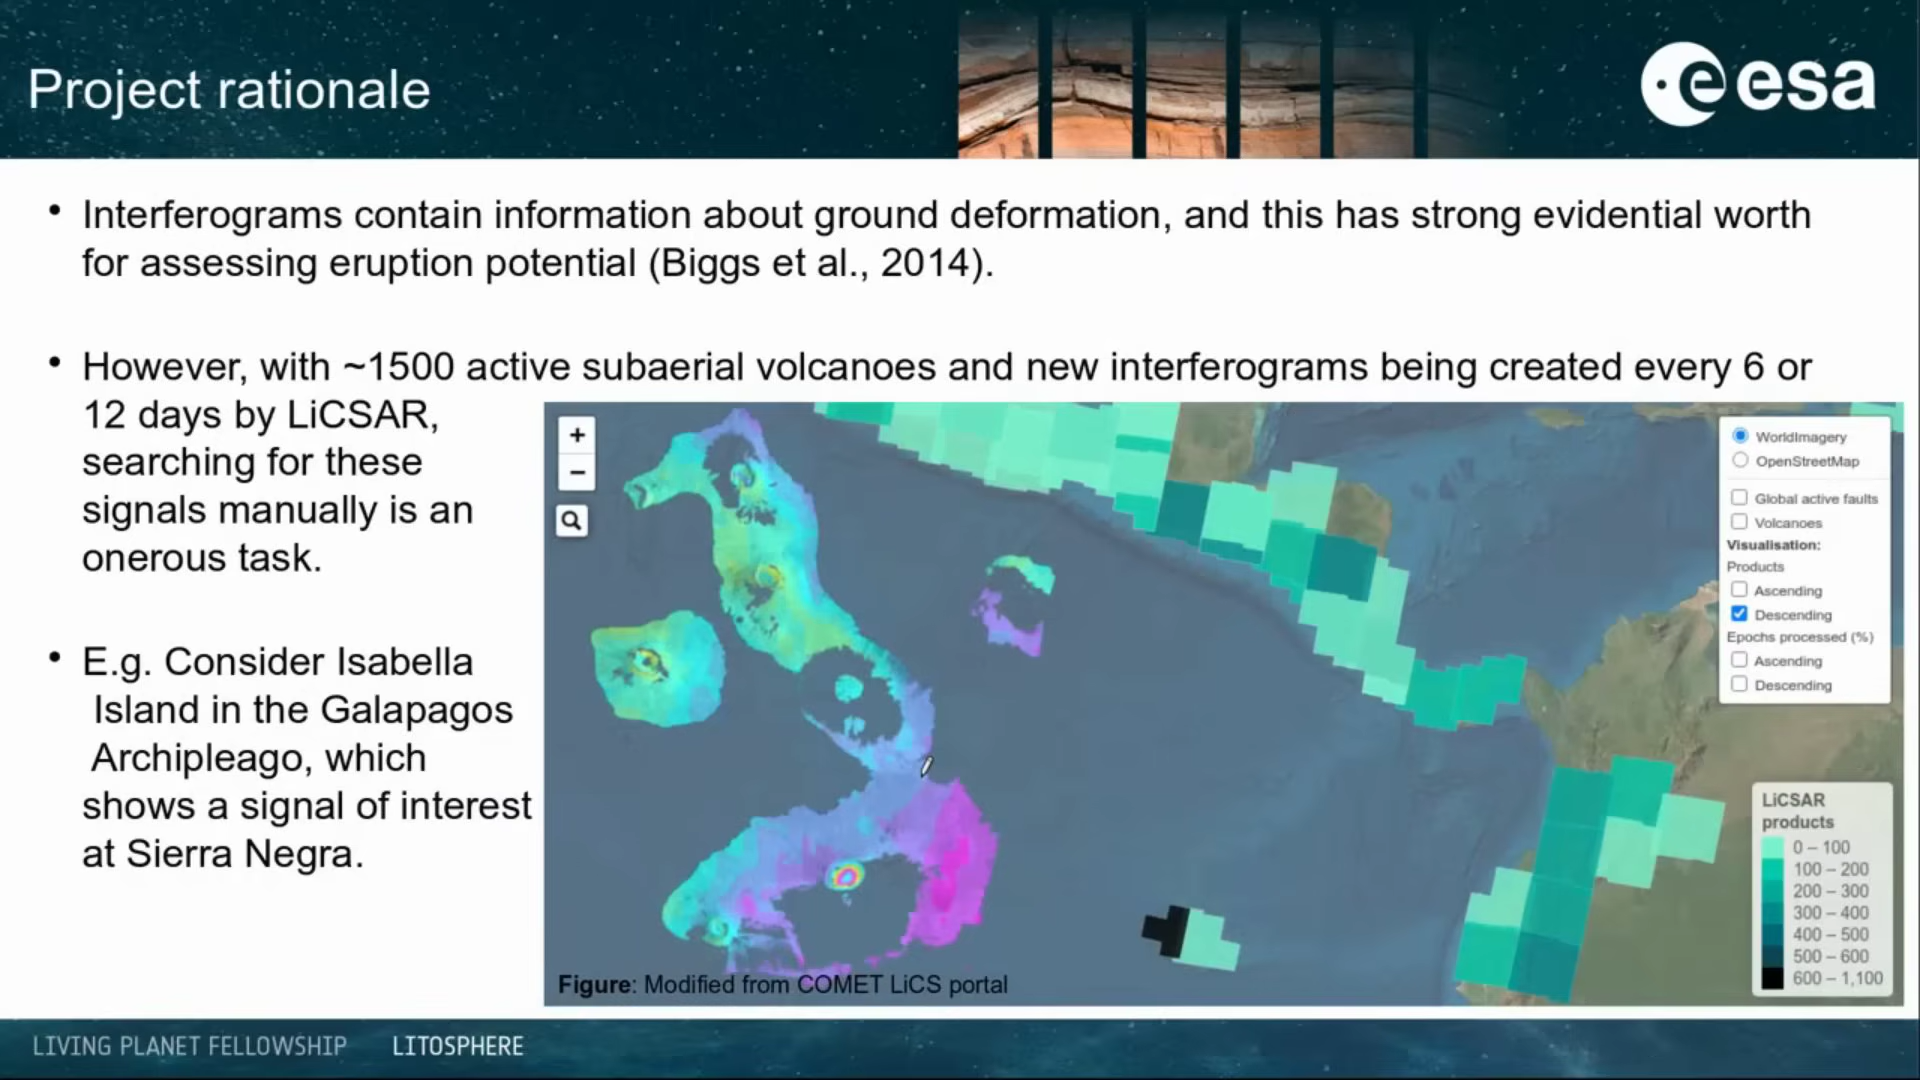 Project rationale
esa
• Interferograms contain information about ground deformation, and this has strong evidential worth
for assessing eruption potential (Biggs et al., 2014).
• However, with ~1500 active subaerial volcanoes and new interferograms being created every 6 or
12 days by LiCSAR,
searching for these
signals manually is an
onerous task.
• E.g. Consider Isabella
Island in the Galapagos
Archipleago, which
shows a signal of interest
at Sierra Negra.
+
−
WorldImagery
OpenStreetMap
Global active faults
Volcanoes
Visualisation:
Products
Ascending
Descending
Epochs processed (%)
Ascending
Descending
LiCSAR
products
0 – 100
100 – 200
200 – 300
300 – 400
400 – 500
500 – 600
600 – 1,100
Figure: Modified from COMET LiCS portal
LIVING PLANET FELLOWSHIP LITOSPHERE